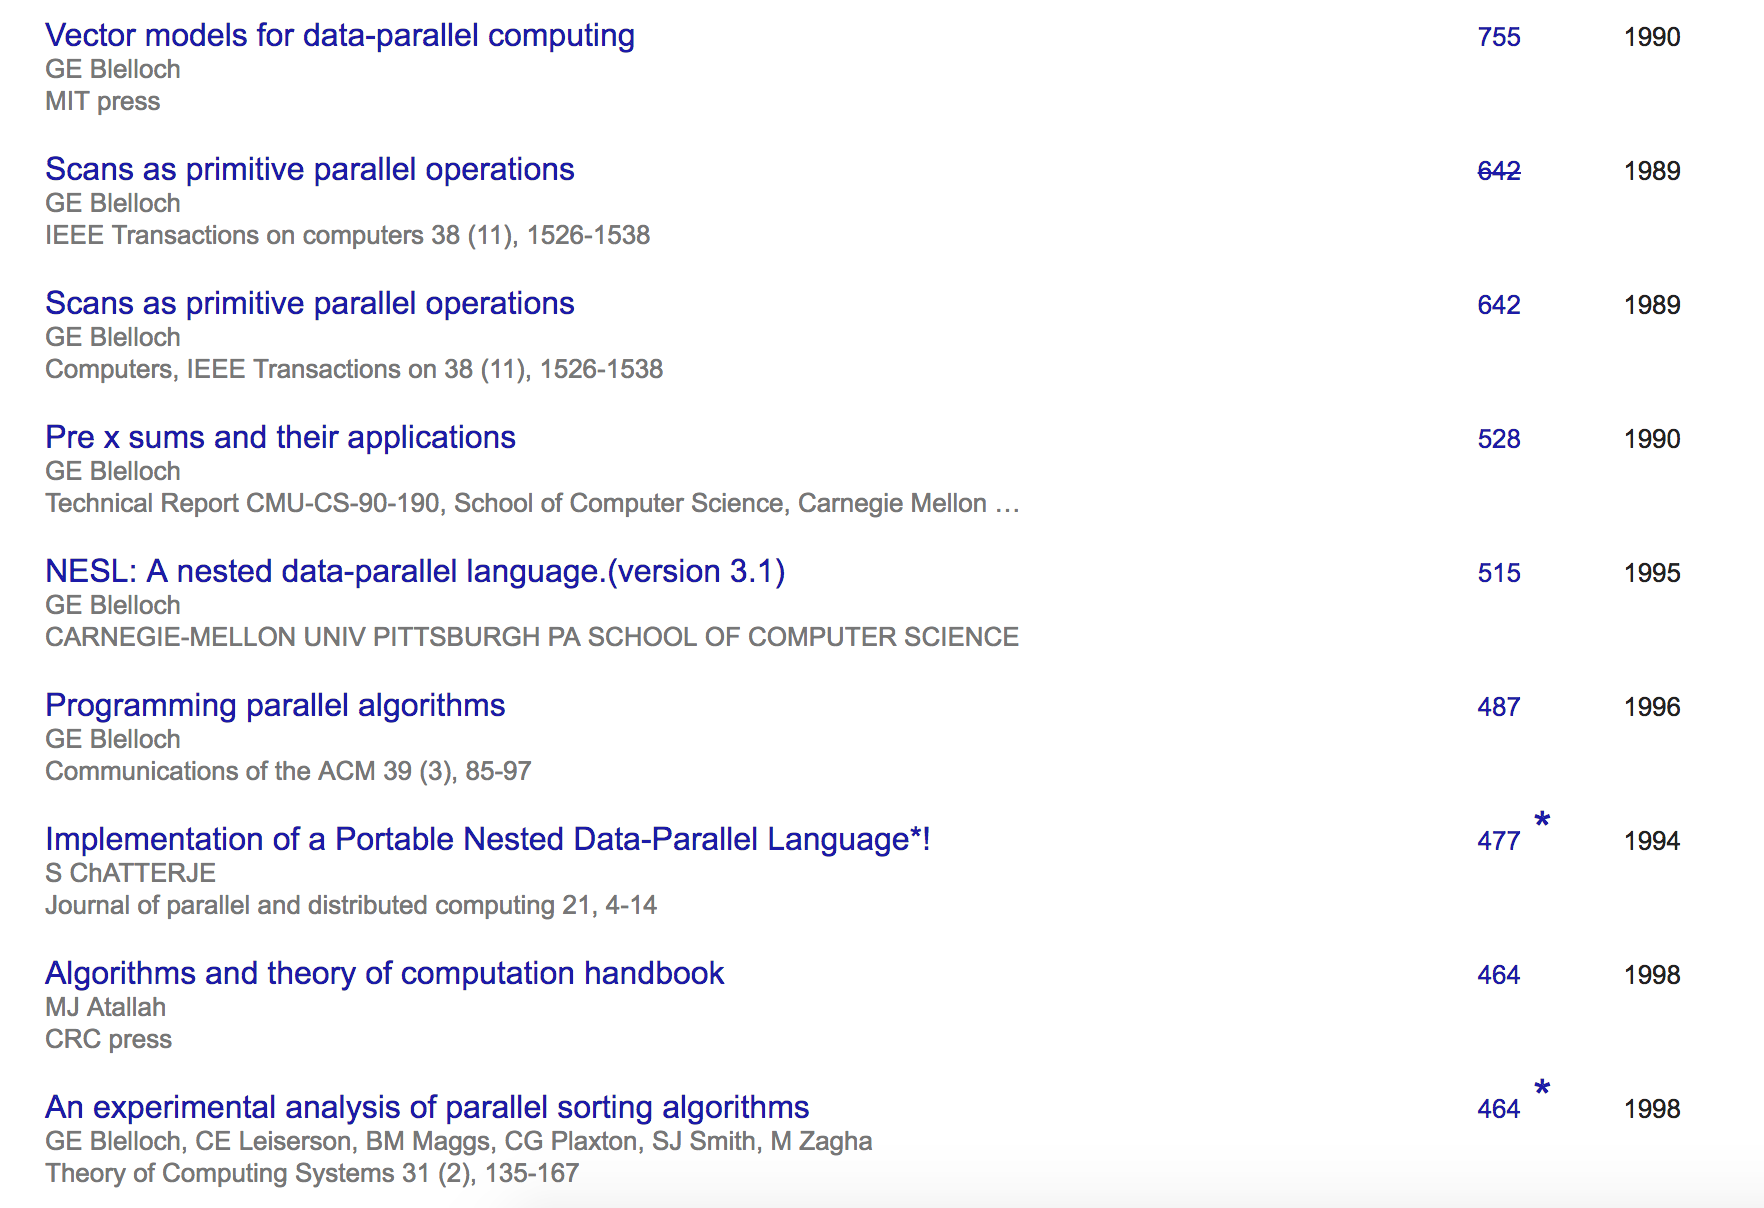 Vector models for data-parallel computing 755 1990
GE Blelloch
MIT press
Scans as primitive parallel operations 642 1989
GE Blelloch
IEEE Transactions on computers 38 (11), 1526-1538
Scans as primitive parallel operations 642 1989
GE Blelloch
Computers, IEEE Transactions on 38 (11), 1526-1538
Pre x sums and their applications 528 1990
GE Blelloch
Technical Report CMU-CS-90-190, School of Computer Science, Carnegie Mellon …
NESL: A nested data-parallel language.(version 3.1) 515 1995
GE Blelloch
CARNEGIE-MELLON UNIV PITTSBURGH PA SCHOOL OF COMPUTER SCIENCE
Programming parallel algorithms 487 1996
GE Blelloch
Communications of the ACM 39 (3), 85-97
Implementation of a Portable Nested Data-Parallel Language*! 477 * 1994
S ChATTERJE
Journal of parallel and distributed computing 21, 4-14
Algorithms and theory of computation handbook 464 1998
MJ Atallah
CRC press
An experimental analysis of parallel sorting algorithms 464 * 1998
GE Blelloch, CE Leiserson, BM Maggs, CG Plaxton, SJ Smith, M Zagha
Theory of Computing Systems 31 (2), 135-167